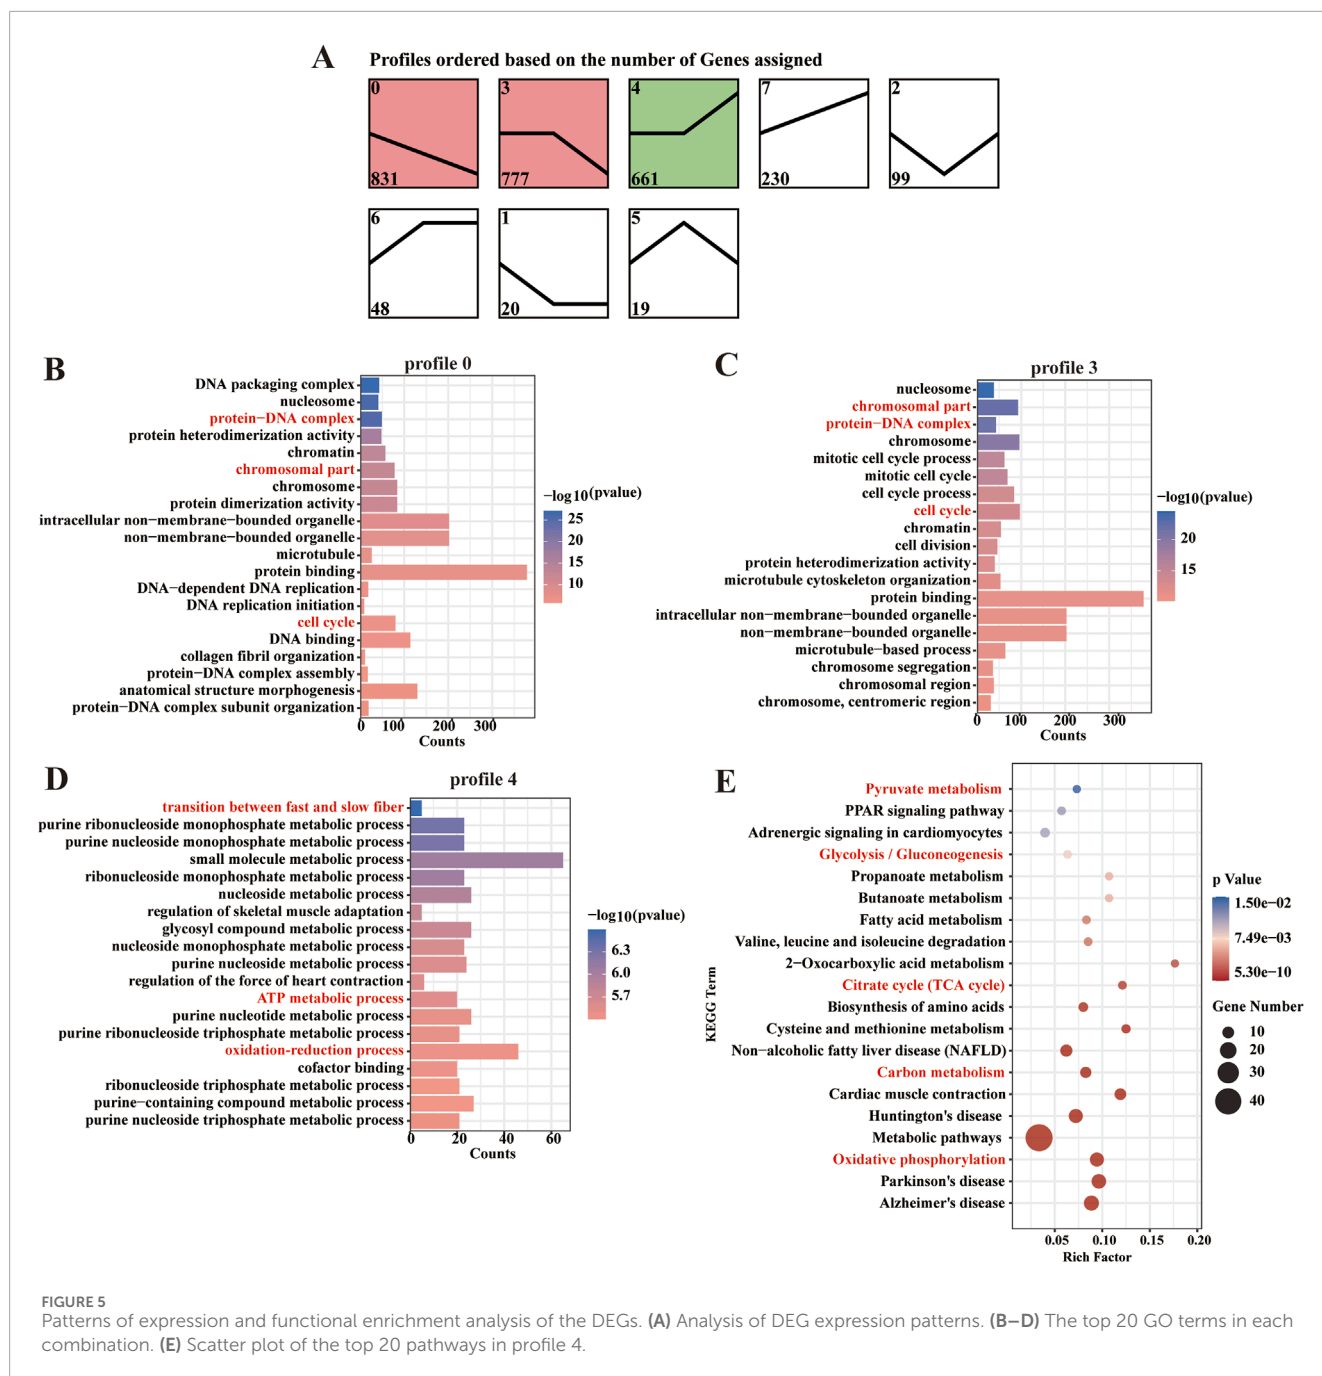 A Profiles ordered based on the number of Genes assigned
0 3 4 7 2
831 777 661 230 99
6 1 5
48 20 19
B profile 0
DNA packaging complex
nucleosome
protein−DNA complex
protein heterodimerization activity
chromatin
chromosomal part
chromosome
protein dimerization activity
intracellular non−membrane−bounded organelle
non−membrane−bounded organelle
microtubule
protein binding
DNA−dependent DNA replication
DNA replication initiation
cell cycle
DNA binding
collagen fibril organization
protein−DNA complex assembly
anatomical structure morphogenesis
protein−DNA complex subunit organization
0 100 200 300
Counts
−log10(pvalue)
25
20
15
10
C profile 3
nucleosome
chromosomal part
protein−DNA complex
chromosome
mitotic cell cycle process
mitotic cell cycle
cell cycle process
cell cycle
chromatin
cell division
protein heterodimerization activity
microtubule cytoskeleton organization
protein binding
intracellular non−membrane−bounded organelle
non−membrane−bounded organelle
microtubule−based process
chromosome segregation
chromosomal region
chromosome, centromeric region
0 100 200 300
Counts
−log10(pvalue)
20
15
D profile 4
transition between fast and slow fiber
purine ribonucleoside monophosphate metabolic process
purine nucleoside monophosphate metabolic process
small molecule metabolic process
ribonucleoside monophosphate metabolic process
nucleoside metabolic process
regulation of skeletal muscle adaptation
glycosyl compound metabolic process
nucleoside monophosphate metabolic process
purine nucleoside metabolic process
regulation of the force of heart contraction
ATP metabolic process
purine nucleotide metabolic process
purine ribonucleoside triphosphate metabolic process
oxidation-reduction process
cofactor binding
ribonucleoside triphosphate metabolic process
purine−containing compound metabolic process
purine nucleoside triphosphate metabolic process
0 20 40 60
Counts
−log10(pvalue)
6.3
6.0
5.7
E
KEGG Term
Pyruvate metabolism
PPAR signaling pathway
Adrenergic signaling in cardiomyocytes
Glycolysis / Gluconeogenesis
Propanoate metabolism
Butanoate metabolism
Fatty acid metabolism
Valine, leucine and isoleucine degradation
2−Oxocarboxylic acid metabolism
Citrate cycle (TCA cycle)
Biosynthesis of amino acids
Cysteine and methionine metabolism
Non−alcoholic fatty liver disease (NAFLD)
Carbon metabolism
Cardiac muscle contraction
Huntington's disease
Metabolic pathways
Oxidative phosphorylation
Parkinson's disease
Alzheimer's disease
0.05 0.10 0.15 0.20
Rich Factor
p Value
1.50e−02
7.49e−03
5.30e−10
Gene Number
10
20
30
40
FIGURE 5
Patterns of expression and functional enrichment analysis of the DEGs. (A) Analysis of DEG expression patterns. (B–D) The top 20 GO terms in each
combination. (E) Scatter plot of the top 20 pathways in profile 4.